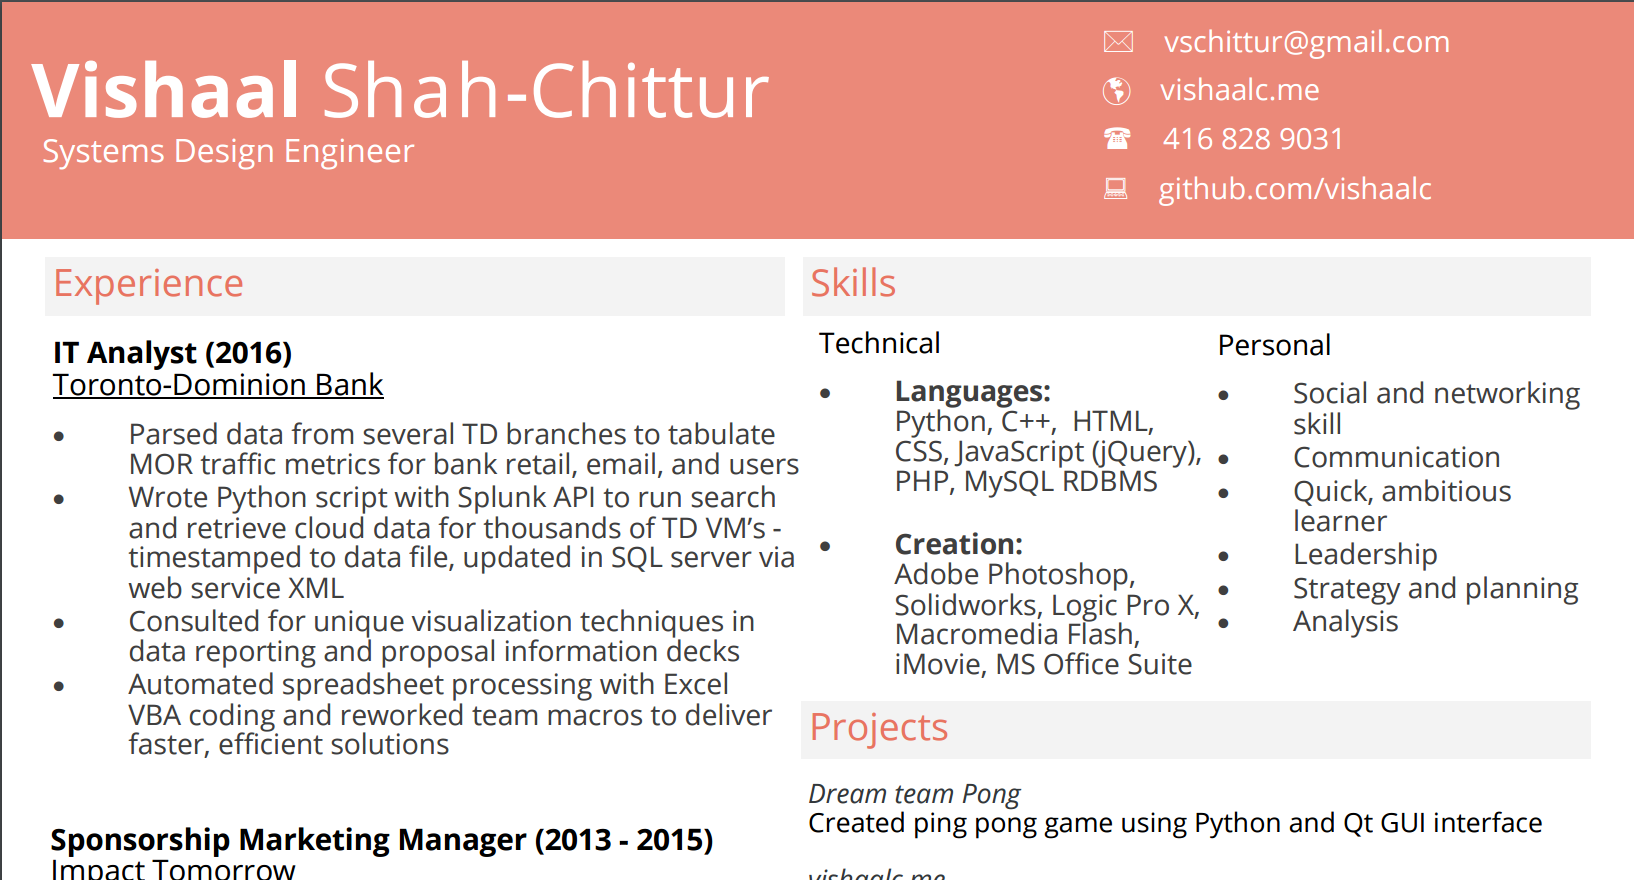 Vishaal Shah-Chittur
Systems Design Engineer
vschittur@gmail.com
vishaalc.me
416 828 9031
github.com/vishaalc
Experience
IT Analyst (2016)
Toronto-Dominion Bank
• Parsed data from several TD branches to tabulate
MOR traffic metrics for bank retail, email, and users
• Wrote Python script with Splunk API to run search
and retrieve cloud data for thousands of TD VM’s -
timestamped to data file, updated in SQL server via
web service XML
• Consulted for unique visualization techniques in
data reporting and proposal information decks
• Automated spreadsheet processing with Excel
VBA coding and reworked team macros to deliver
faster, efficient solutions
Sponsorship Marketing Manager (2013 - 2015)
Impact Tomorrow
Skills
Technical
• Languages:
Python, C++,  HTML,
CSS, JavaScript (jQuery),
PHP, MySQL RDBMS
• Creation:
Adobe Photoshop,
Solidworks, Logic Pro X,
Macromedia Flash,
iMovie, MS Office Suite
Personal
• Social and networking
skill
• Communication
• Quick, ambitious
learner
• Leadership
• Strategy and planning
• Analysis
Projects
Dream team Pong
Created ping pong game using Python and Qt GUI interface
vishaalc.me